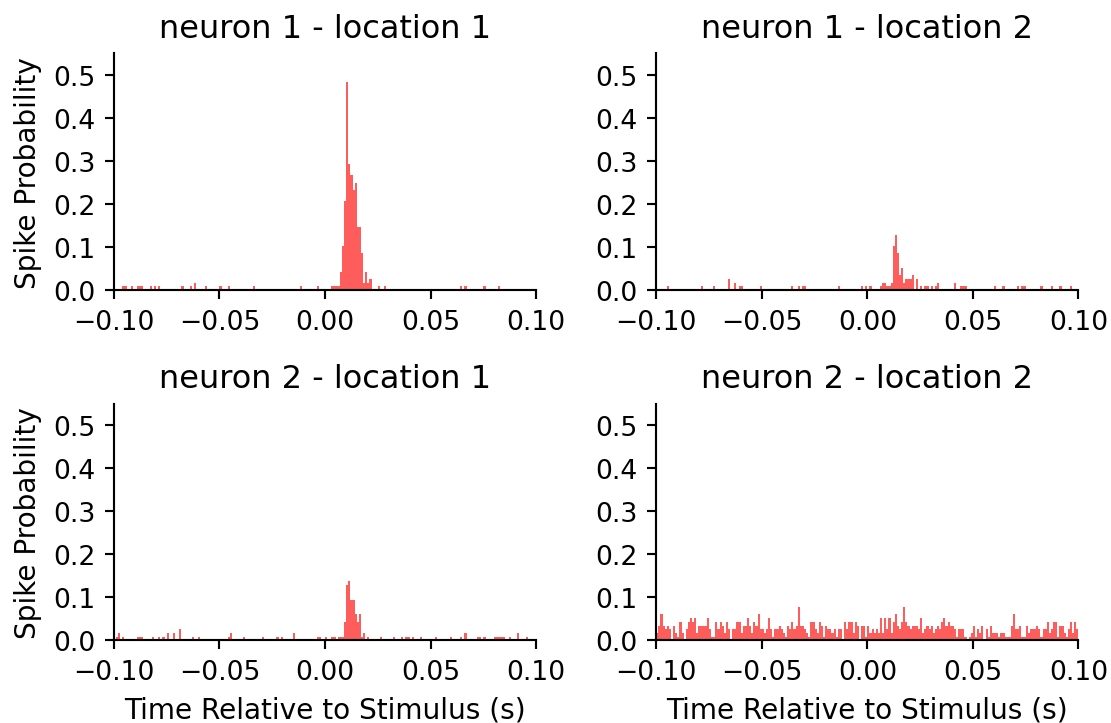 neuron 1 - location 1
neuron 1 - location 2
Spike Probability
0.5
0.4
0.3
0.2
0.1
0.0
−0.10 −0.05 0.00 0.05 0.10
0.5
0.4
0.3
0.2
0.1
0.0
−0.10 −0.05 0.00 0.05 0.10
neuron 2 - location 1
neuron 2 - location 2
Spike Probability
0.5
0.4
0.3
0.2
0.1
0.0
−0.10 −0.05 0.00 0.05 0.10
Time Relative to Stimulus (s)
0.5
0.4
0.3
0.2
0.1
0.0
−0.10 −0.05 0.00 0.05 0.10
Time Relative to Stimulus (s)